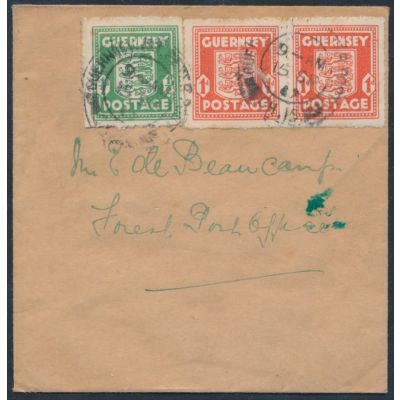 GUERNSEY GUERNSEY GUERNSEY
POSTAGE POSTAGE POSTAGE
Mr E de Beaucamp
Forest Post Office